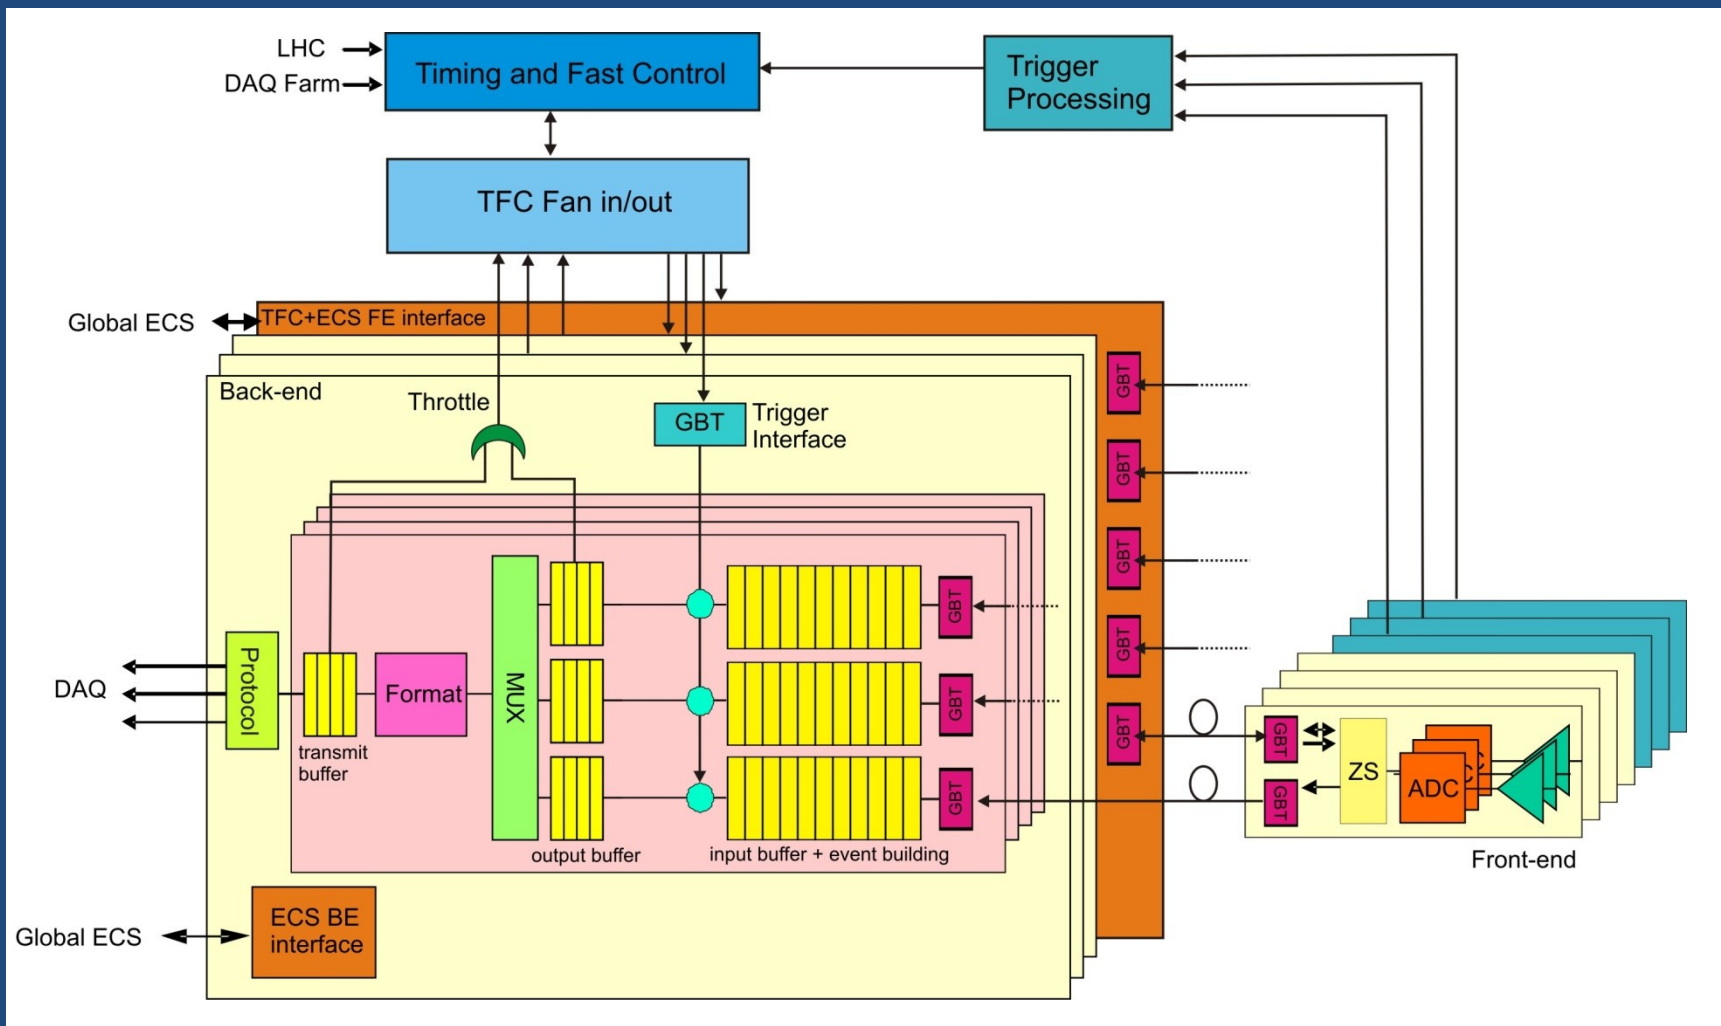 LHC
DAQ Farm
Timing and Fast Control
Trigger
Processing
TFC Fan in/out
Global ECS
TFC+ECS FE interface
Back-end
Throttle
GBT
Trigger
Interface
GBT
GBT
GBT
GBT
GBT
GBT
GBT
GBT
DAQ
Protocol
transmit
buffer
Format
MUX
output buffer
input buffer + event building
GBT
GBT
ZS
ADC
C
Front-end
Global ECS
ECS BE
interface